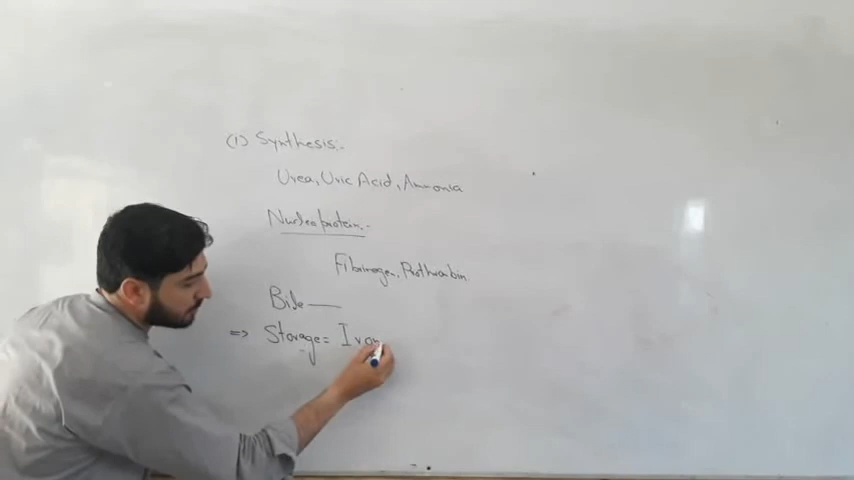 (1) Synthesis:-
Urea, Uric Acid, Ammonia
Nucleoprotein:-
Fibrinogen, Prothrombin
Bile —
⇒ Storage = Iron